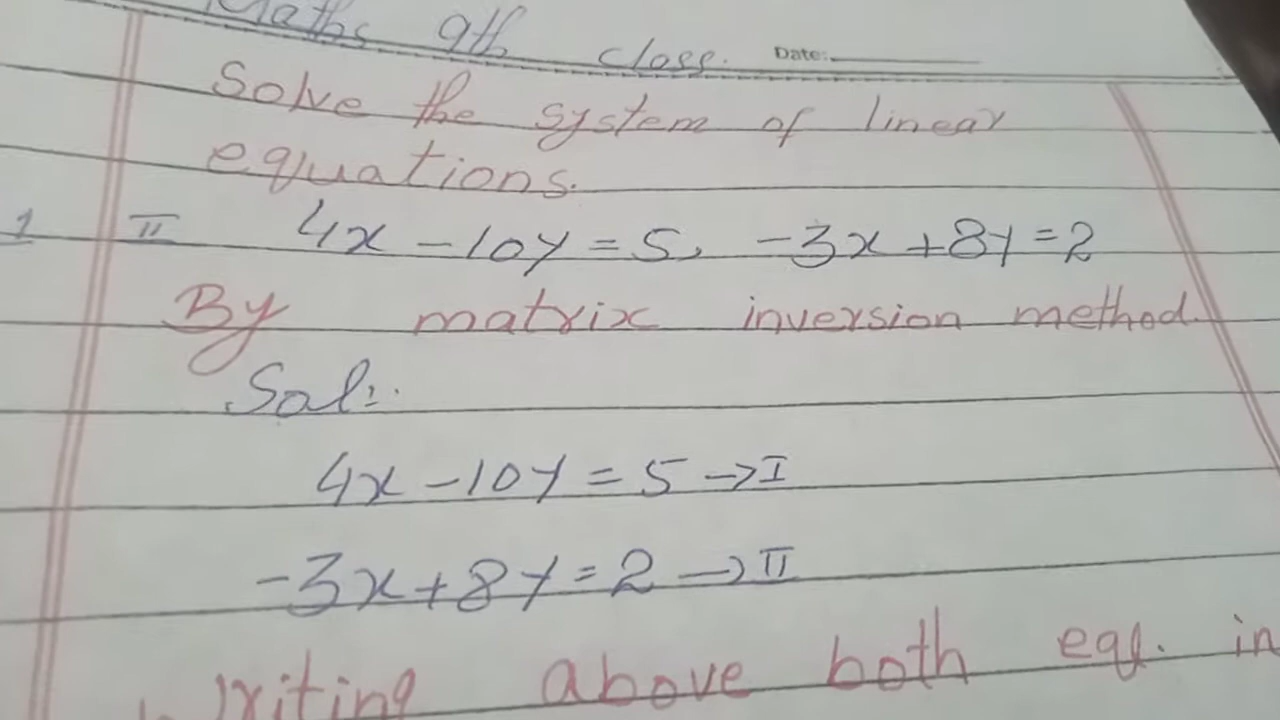 Maths 9th class. Date:
Solve the system of linear
equations.
1 II 4x - 10y = 5, -3x + 8y = 2
By matrix inversion method.
Sol:.
4x - 10y = 5 → I
-3x + 8y = 2 → II
Writing above both eq. in